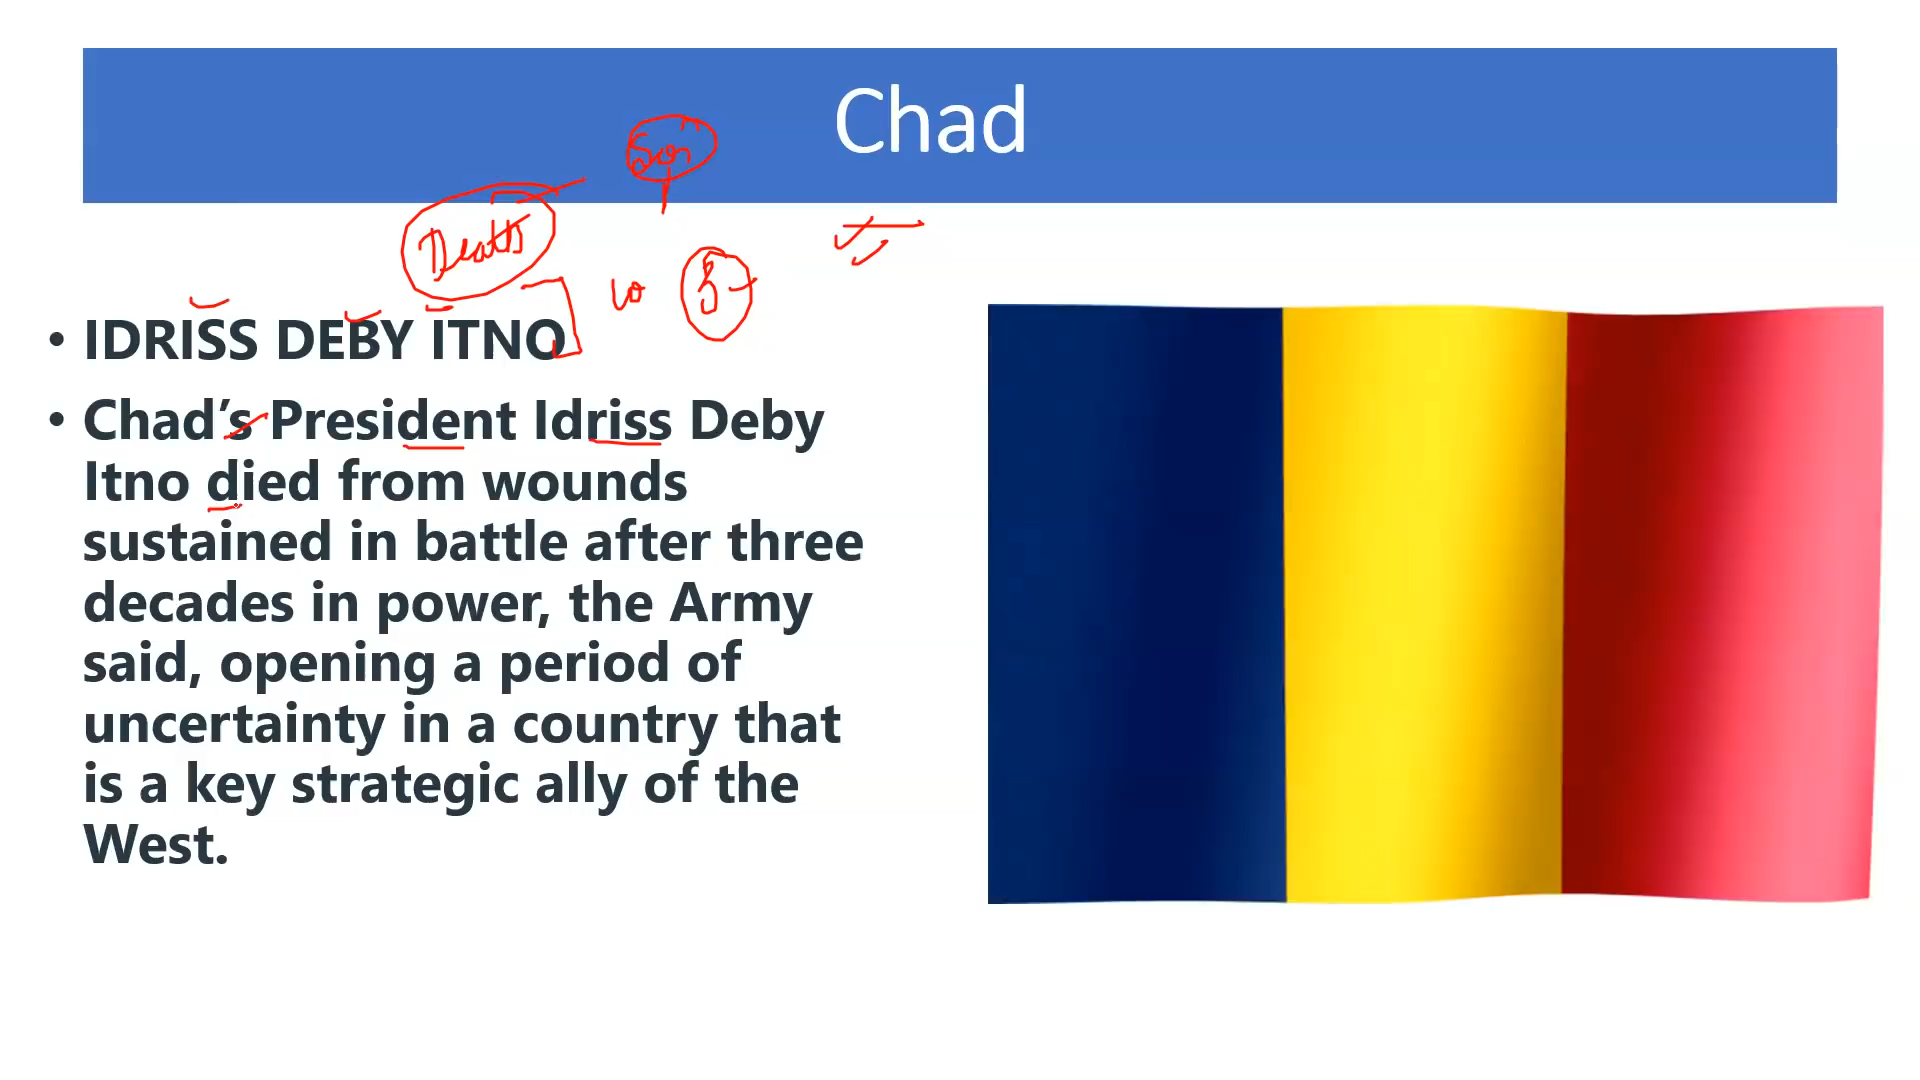 Chad
Son
Death
• IDRISS DEBY ITNO
• Chad’s President Idriss Deby
Itno died from wounds
sustained in battle after three
decades in power, the Army
said, opening a period of
uncertainty in a country that
is a key strategic ally of the
West.